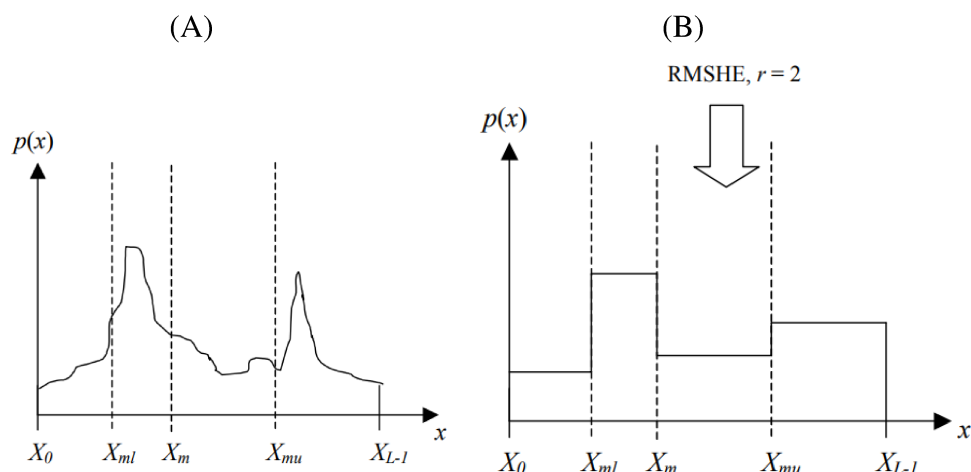 (A)
p(x)
X0 Xml Xm Xmu XL-1
x
(B)
RMSHE, r = 2
p(x)
X0 Xml Xm Xmu XL-1
x